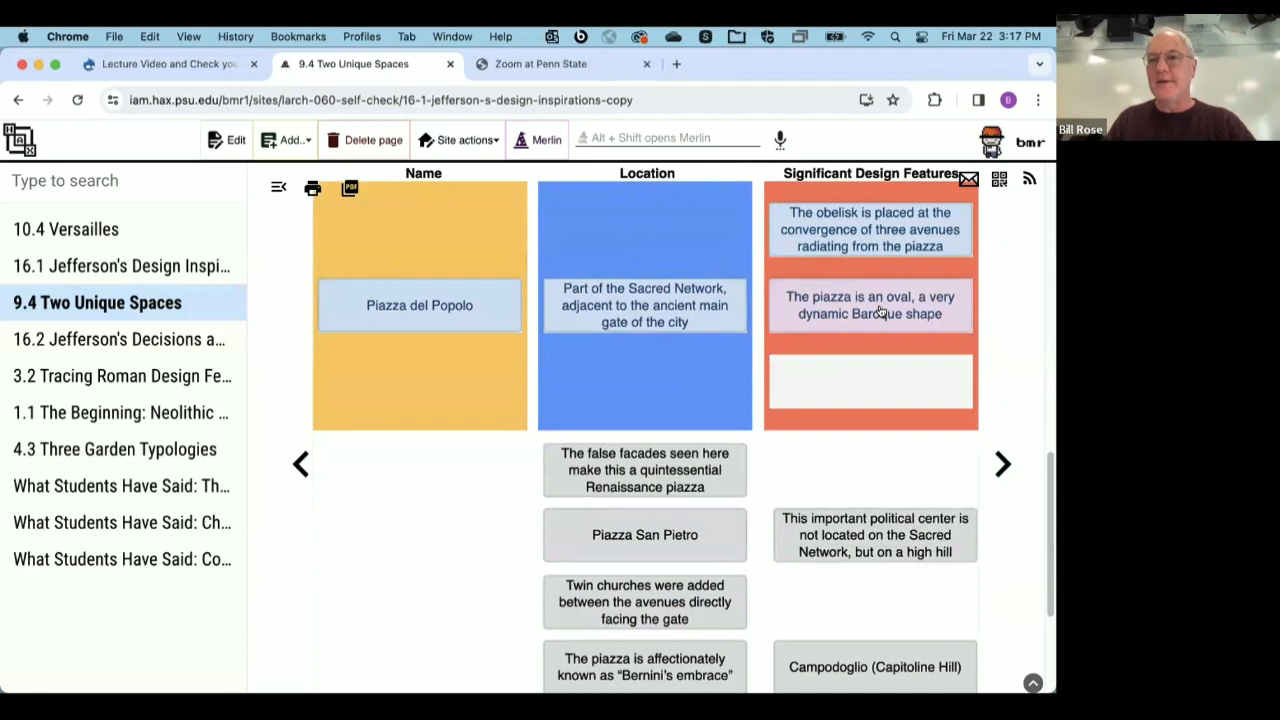 Chrome File Edit View History Bookmarks Profiles Tab Window Help Fri Mar 22 3:17 PM
Lecture Video and Check you
9.4 Two Unique Spaces
Zoom at Penn State
iam.hax.psu.edu/bmr1/sites/larch-060-self-check/16-1-jefferson-s-design-inspirations-copy
Edit Add.. Delete page Site actions Merlin Alt + Shift opens Merlin bmr
Bill Rose
Type to search
10.4 Versailles
16.1 Jefferson's Design Inspi...
9.4 Two Unique Spaces
16.2 Jefferson's Decisions a...
3.2 Tracing Roman Design Fe...
1.1 The Beginning: Neolithic ...
4.3 Three Garden Typologies
What Students Have Said: Th...
What Students Have Said: Ch...
What Students Have Said: Co...
PDF
Name
Piazza del Popolo
Location
Part of the Sacred Network,
adjacent to the ancient main
gate of the city
Significant Design Features
The obelisk is placed at the
convergence of three avenues
radiating from the piazza
The piazza is an oval, a very
dynamic Baroque shape
The false facades seen here
make this a quintessential
Renaissance piazza
Piazza San Pietro
This important political center is
not located on the Sacred
Network, but on a high hill
Twin churches were added
between the avenues directly
facing the gate
The piazza is affectionately
known as “Bernini’s embrace”
Campodoglio (Capitoline Hill)